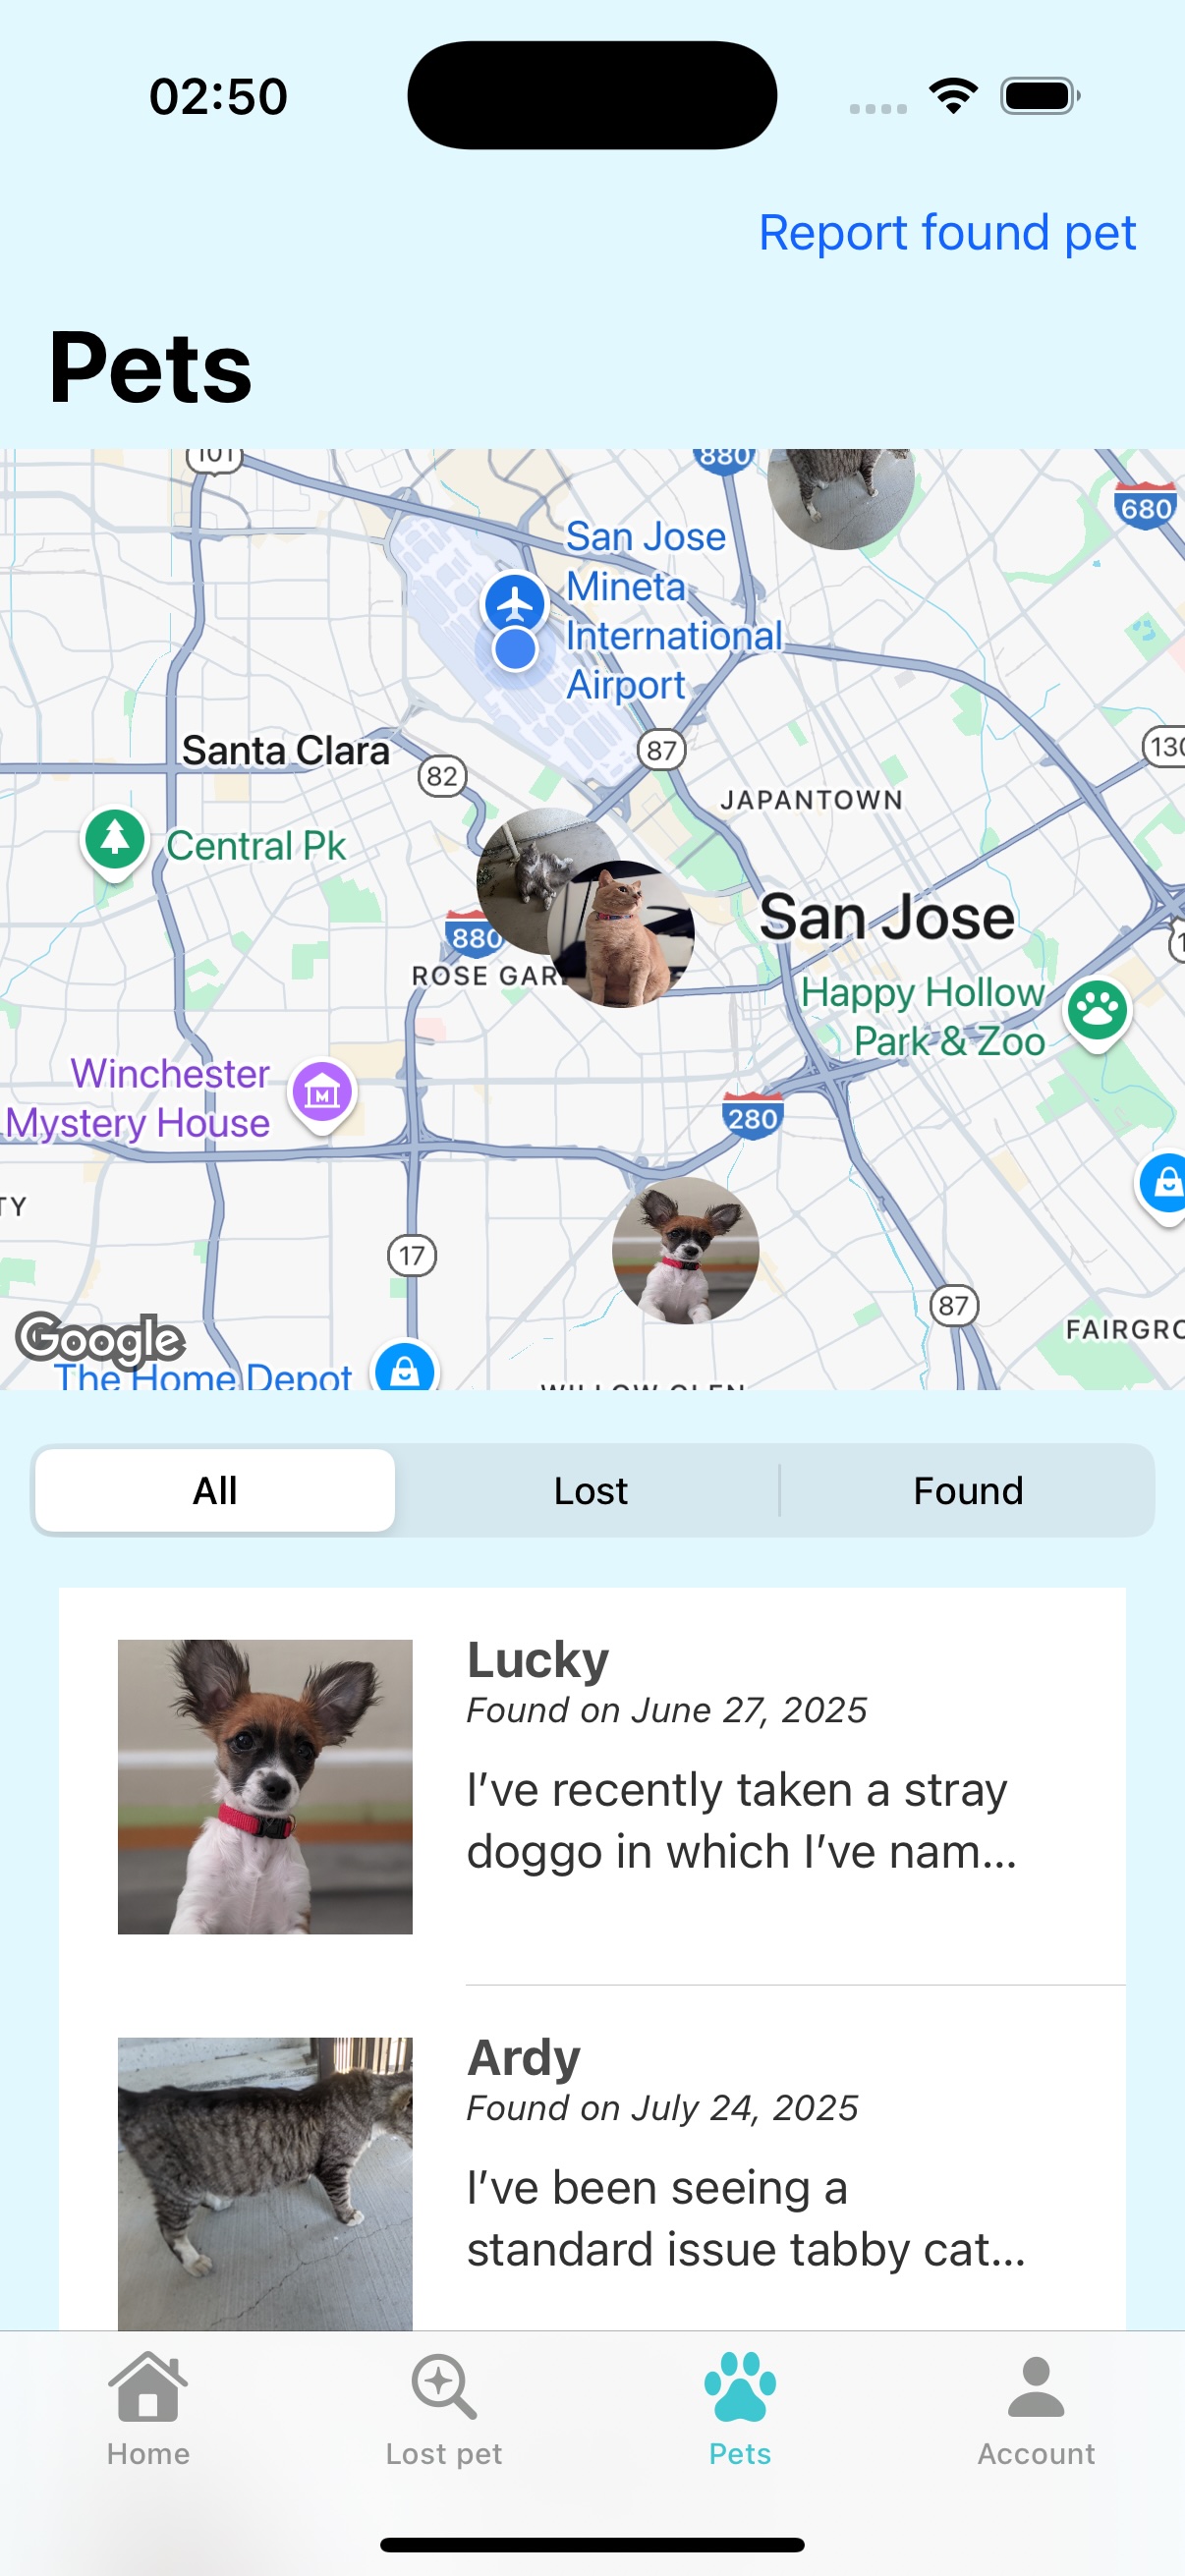 02:50
Report found pet
Pets
101
880
680
San Jose
Mineta
International
Airport
87
Santa Clara
82
130
JAPANTOWN
Central Pk
San Jose
880
ROSE GAR
Happy Hollow
Park & Zoo
Winchester
Mystery House
280
TY
17
87
FAIRGRO
Google
The Home Depot
WILLOW GLEN
All
Lost
Found
Lucky
Found on June 27, 2025
I've recently taken a stray
doggo in which I've nam...
Ardy
Found on July 24, 2025
I've been seeing a
standard issue tabby cat...
Home
Lost pet
Pets
Account